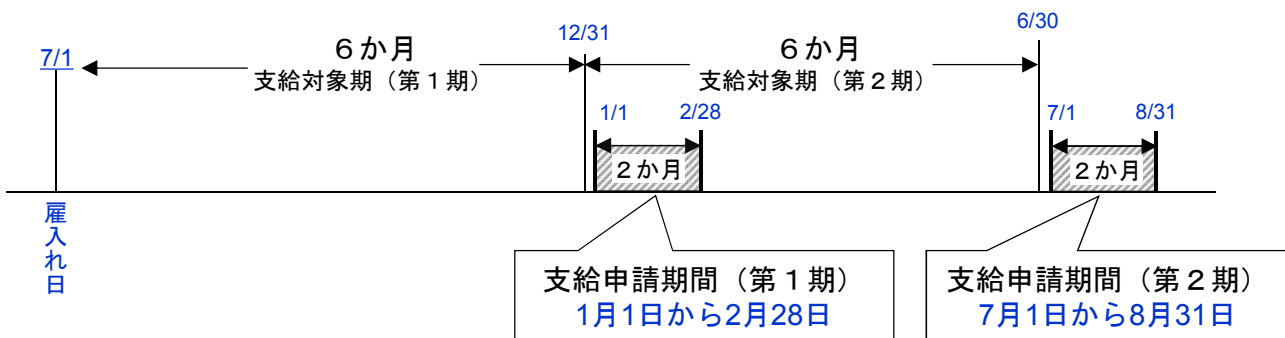 7/1
６か月
支給対象期（第１期）
12/31
６か月
支給対象期（第２期）
6/30
1/1
2/28
２か月
7/1
8/31
２か月
雇入れ日
支給申請期間（第１期）
1月1日から2月28日
支給申請期間（第２期）
7月1日から8月31日